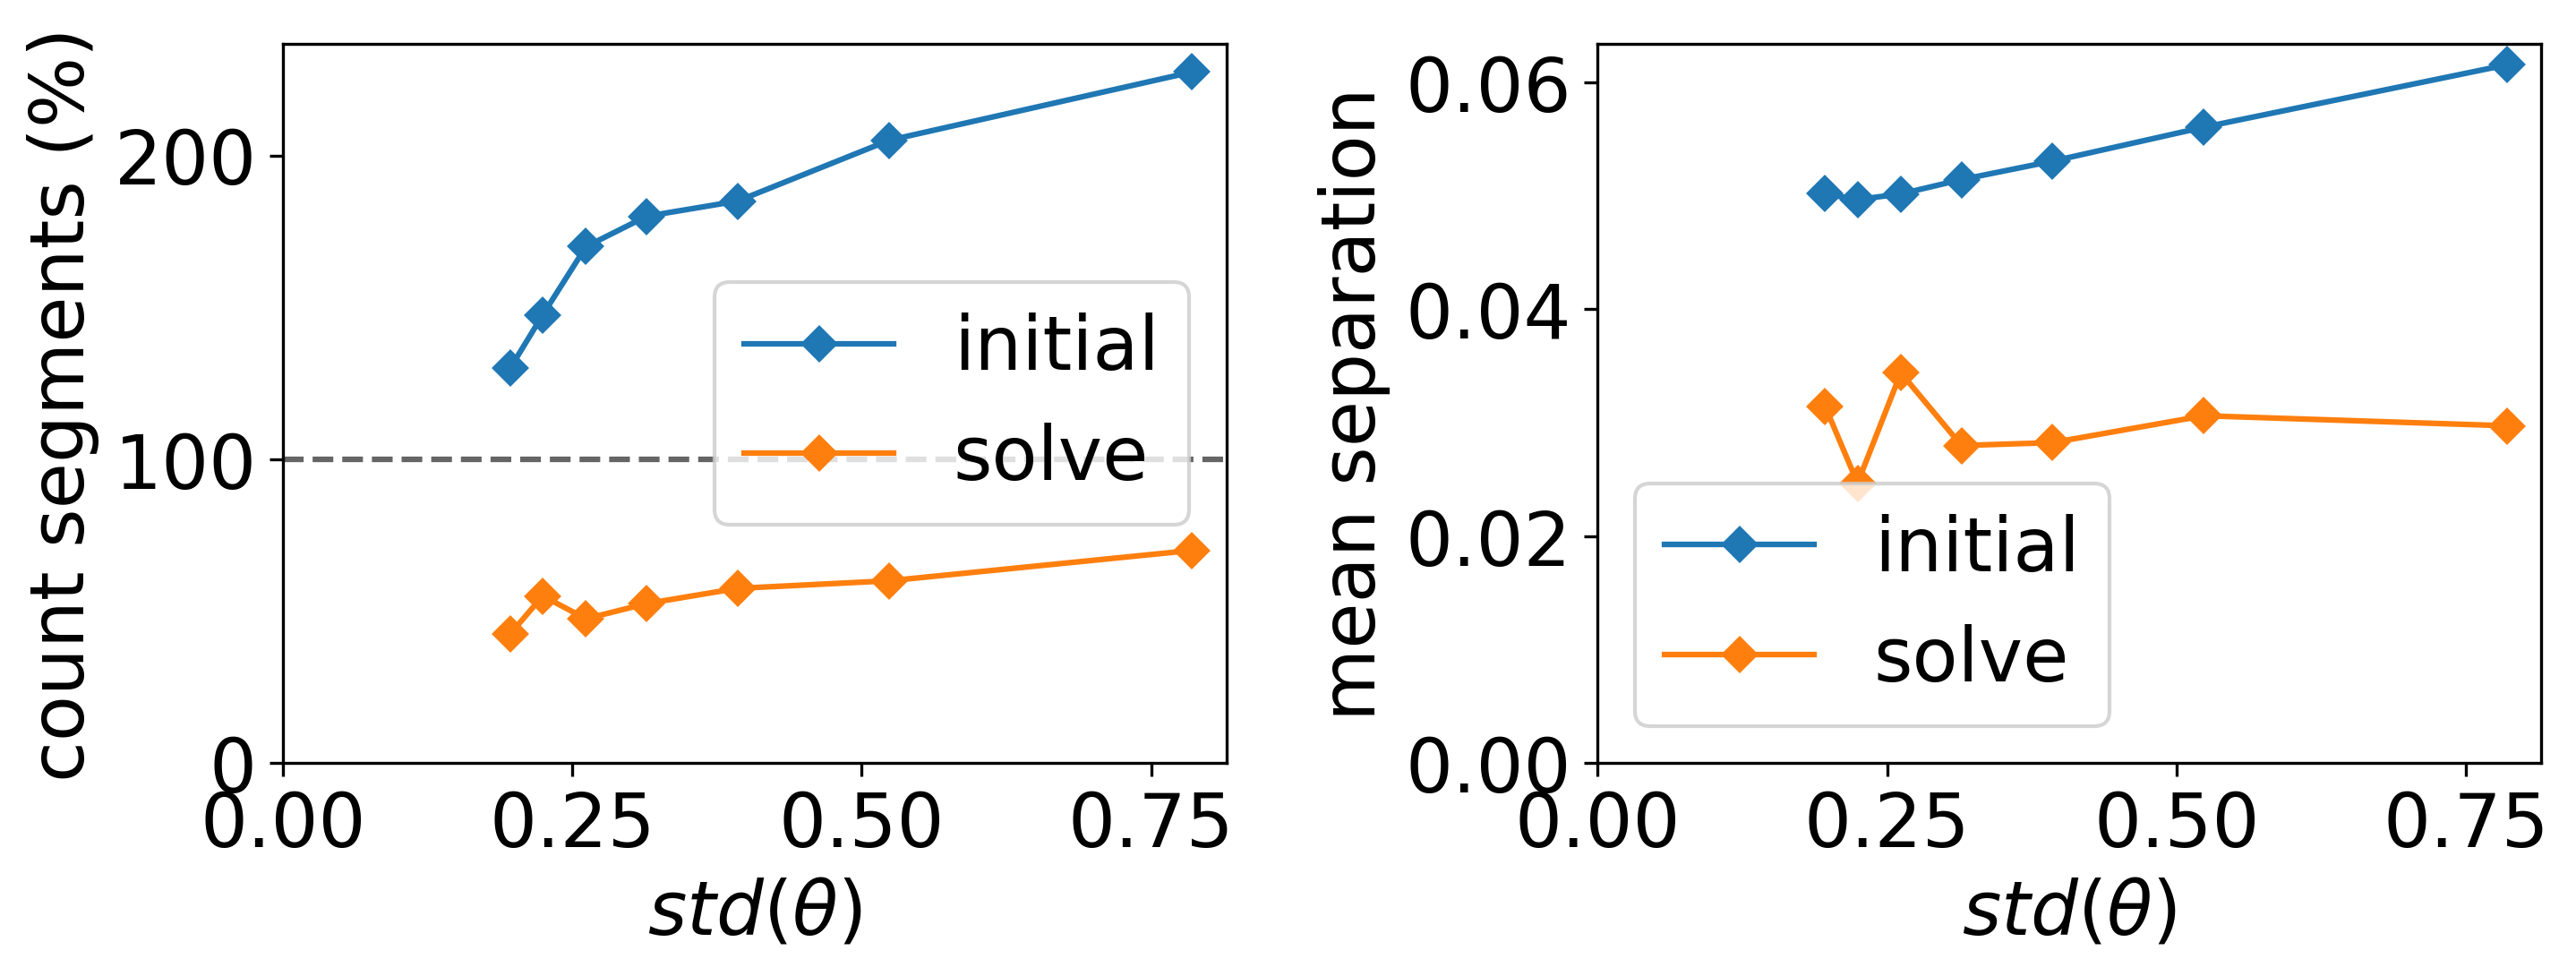 count segments (%)
200
100
0
0.00 0.25 0.50 0.75
std(θ)
initial
solve
mean separation
0.06
0.04
0.02
0.00
0.00 0.25 0.50 0.75
std(θ)
initial
solve